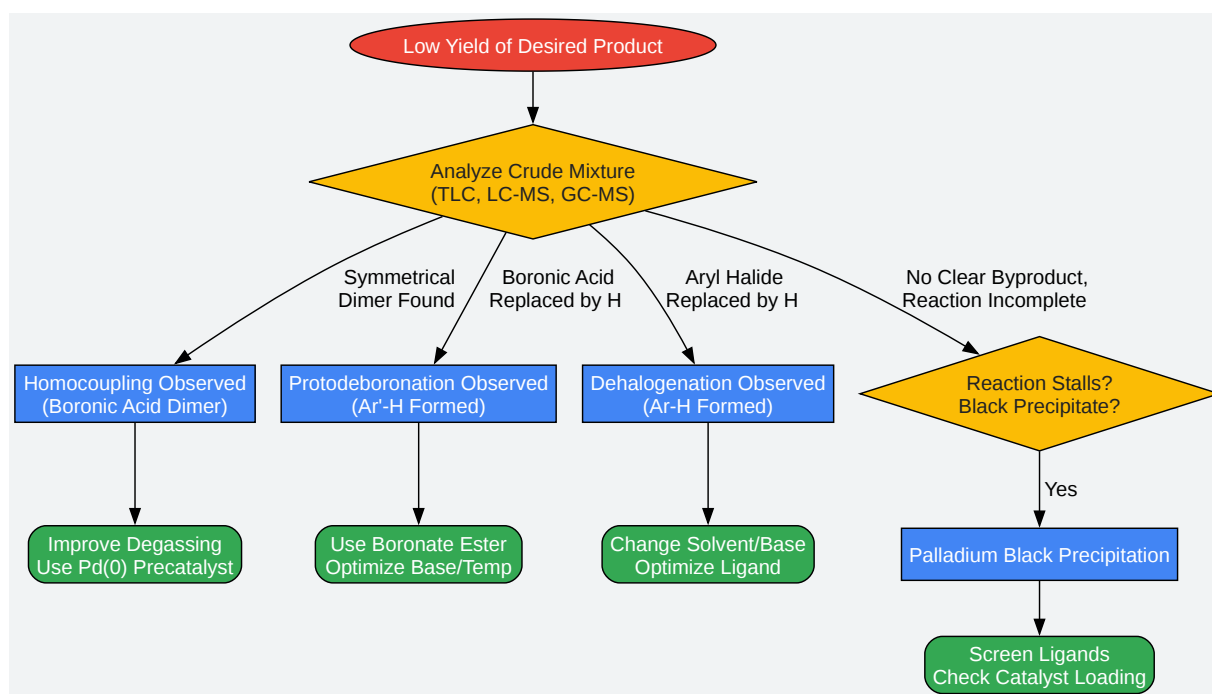 Low Yield of Desired Product
Analyze Crude Mixture
(TLC, LC-MS, GC-MS)
Symmetrical
Dimer Found
Boronic Acid
Replaced by H
Aryl Halide
Replaced by H
No Clear Byproduct,
Reaction Incomplete
Homocoupling Observed
(Boronic Acid Dimer)
Protodeboronation Observed
(Ar'-H Formed)
Dehalogenation Observed
(Ar-H Formed)
Reaction Stalls?
Black Precipitate?
Yes
Improve Degassing
Use Pd(0) Precatalyst
Use Boronate Ester
Optimize Base/Temp
Change Solvent/Base
Optimize Ligand
Palladium Black Precipitation
Screen Ligands
Check Catalyst Loading